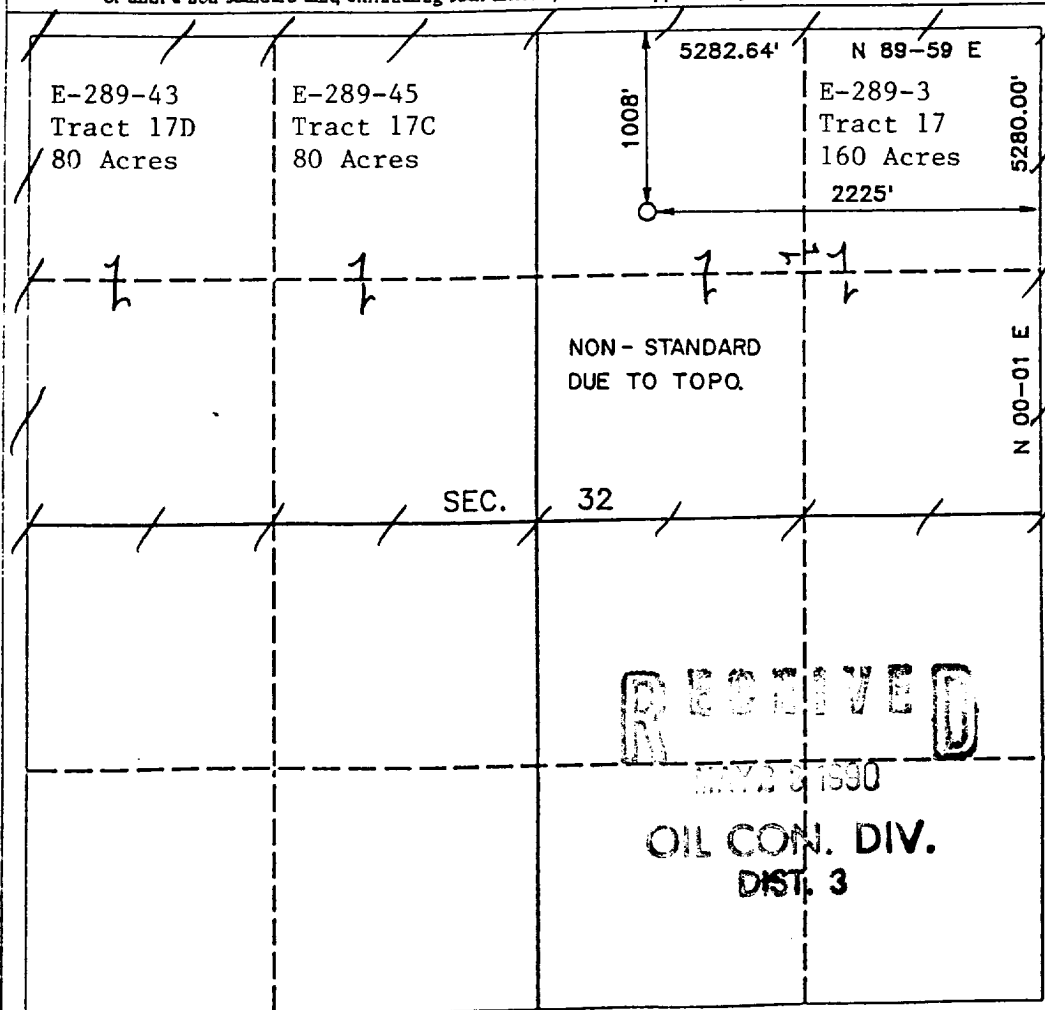 5282.64' N 89-59 E
E-289-43
Tract 17D
80 Acres
E-289-45
Tract 17C
80 Acres
1008'
E-289-3
Tract 17
160 Acres
5280.00'
2225'
NON-STANDARD
DUE TO TOPO.
N 00-01 E
SEC. 32
RECEIVED
1990
OIL CON. DIV.
DIST. 3